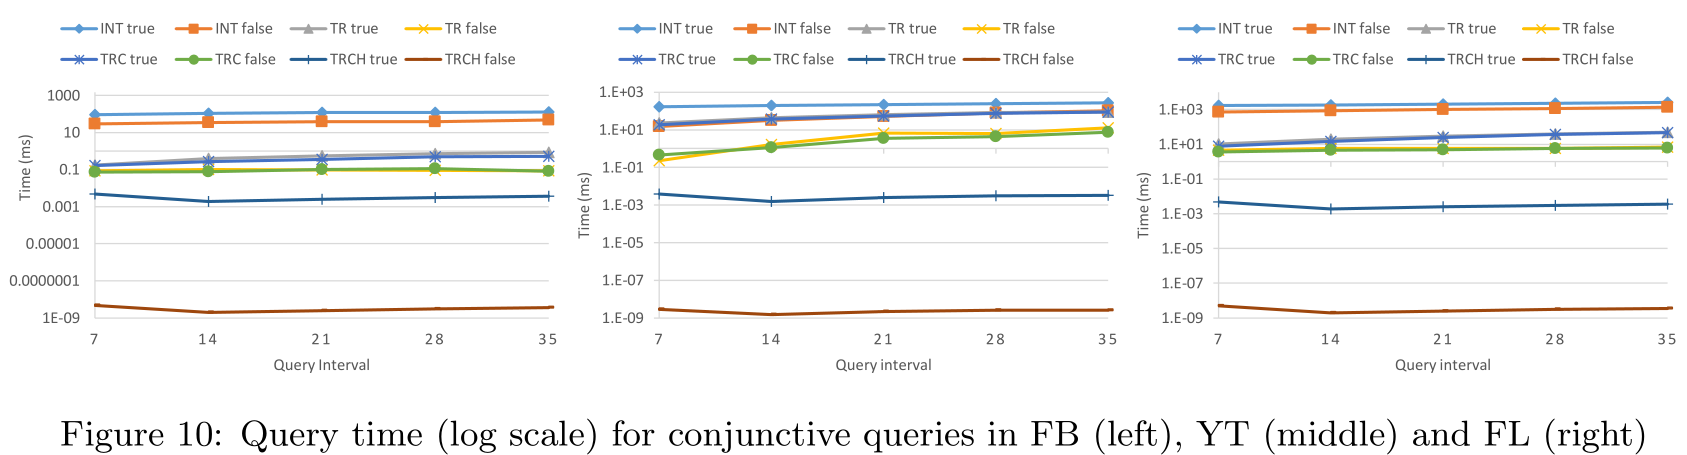 INT true INT false TR true TR false
TRC true TRC false TRCH true TRCH false
1000
10
0.1
0.001
0.00001
0.0000001
1E-09
Time (ms)
7 14 21 28 35
Query Interval
INT true INT false TR true TR false
TRC true TRC false TRCH true TRCH false
1.E+03
1.E+01
1.E-01
1.E-03
1.E-05
1.E-07
1.E-09
Time (ms)
7 14 21 28 35
Query interval
INT true INT false TR true TR false
TRC true TRC false TRCH true TRCH false
1.E+03
1.E+01
1.E-01
1.E-03
1.E-05
1.E-07
1.E-09
Time (ms)
7 14 21 28 35
Query interval
Figure 10: Query time (log scale) for conjunctive queries in FB (left), YT (middle) and FL (right)